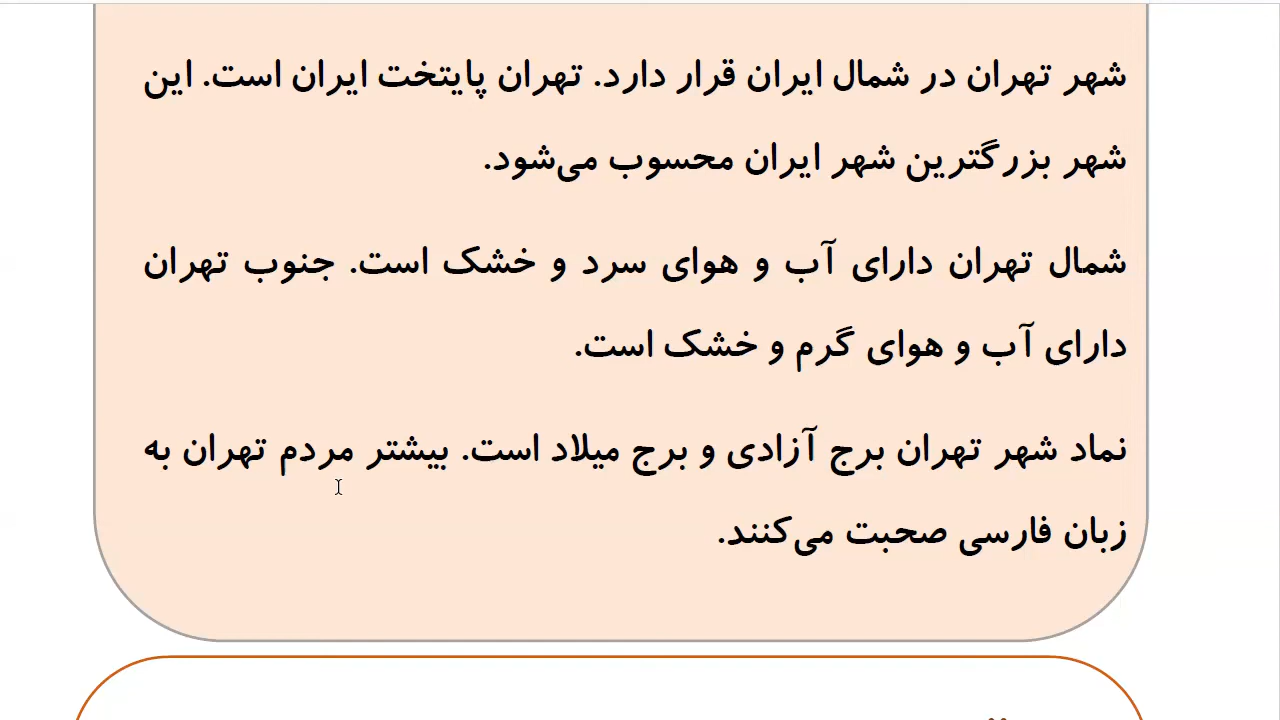 شهر تهران در شمال ایران قرار دارد. تهران پایتخت ایران است. این
شهر بزرگترین شهر ایران محسوب می‌شود.
شمال تهران دارای آب و هوای سرد و خشک است. جنوب تهران
دارای آب و هوای گرم و خشک است.
نماد شهر تهران برج آزادی و برج میلاد است. بیشتر مردم تهران به
زبان فارسی صحبت می‌کنند.